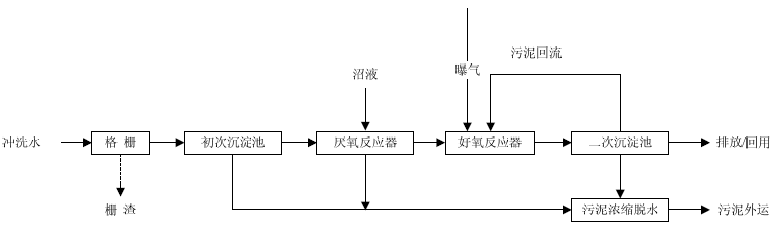 污泥回流
曝气
沼液
冲洗水
格 栅
初次沉淀池
厌氧反应器
好氧反应器
二次沉淀池
排放/回用
栅 渣
污泥浓缩脱水
污泥外运